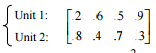 Unit 1: [.2 .6 .5 .9]
Unit 2: [.8 .4 .7 .3]